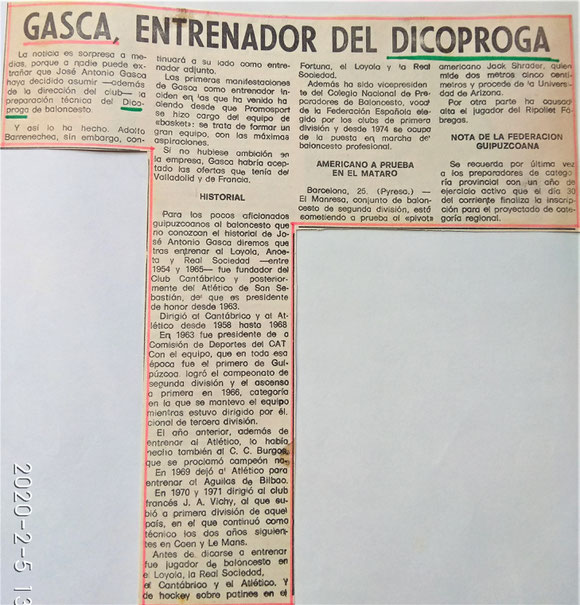 GASCA, ENTRENADOR DEL DICOPROGA
La noticia es sorpresa a me-
dias, porque a nadie puede ex-
trañar que José Antonio Gasca
haya decidido asumir —además
de la dirección del club— la
preparación técnica del Dico-
proga de baloncesto.
Y así lo ha hecho. Adolfo
Barrenechea, sin embargo, con-
tinuará a su lado como entre-
nador adjunto.
Las primeras manifestaciones
de Gasca como entrenador in-
ciden en las que ha venido ha-
ciendo desde que Promosport
se hizo cargo del equipo de
«basket»: se trata de formar un
gran equipo, con las máximas
aspiraciones.
Si no hubiese ambición en
la empresa, Gasca habría acep-
tado las ofertas que tenía del
Valladolid y de Francia.
HISTORIAL
Para los pocos aficionados
guipuzcoanos al baloncesto que
no conozcan el historial de Jo-
sé Antonio Gasca diremos que
tras entrenar al Loyola, Anoe-
ta y Real Sociedad —entre
1954 y 1965— fue fundador del
Club Cantábrico y posterior-
mente del Atlético de San Se-
bastián, de' que es presidente
de honor desde 1963.
Dirigió al Cantábrico y al At-
lético desde 1958 hasta 1968
En 1963 fue presidente de a
Comisión de Deportes del CAT
Con el equipo, que en toda esa
época fue el primero de Gui-
púzcoa. logró el campeonato de
segunda división y el ascenso
a primera en 1966, categoría
en la que se mantevo el equipo
mientras estuvo dirigido por él.
cional de tercera división.
El año anterior, además de
entrenar al Atlético, lo había
hecho también al C. C. Burgos,
que se proclamó campeón na-
En 1969 dejó al Atlético para
entrenar al Aguilas de Bilbao.
En 1970 y 1971 dirigió al club
francés J. A. Vichy, al que su-
bió a primera división de aquel
país, en el que continuó como
técnico los dos años siguien-
tes en Caen y Le Mans.
Antes de dicarse a entrenar
fue jugador de baloncesto en
el Loyola, la Real Sociedad,
el Cantábrico y el Atlético. Y
de hockey sobre patines en el
Fortuna, el Loyola y la Real
Sociedad.
Además ha sido vicepresiden
te del Colegio Nacional de Pre-
paradores de Baloncesto, vocal
de la Federación Española ele-
gido por los clubs de primera
división y desde 1974 se ocupa
de la puesta en marcha del
baloncesto profesional.
AMERICANO A PRUEBA
EN EL MATARO
Barcelona, 25. (Pyresa.) —
El Manresa, conjunto de balon-
cesto de segunda división, está
sometiendo a prueba al «pivot»
americano Jack Shrader, quien
mide dos metros cinco centí-
metros y procede de la Universi-
dad de Arizona.
Por otra parte ha causado
alta el jugador del Ripollet Fá-
bregas.
NOTA DE LA FEDERACION
GUIPUZCOANA
Se recuerda por última vez
a los preparadores de catego-
ría provincial con un año de
ejercicio activo que el día 30
del corriente finaliza la inscrip-
ción para el proyectado de cate-
goría regional.
2020-2-5 13